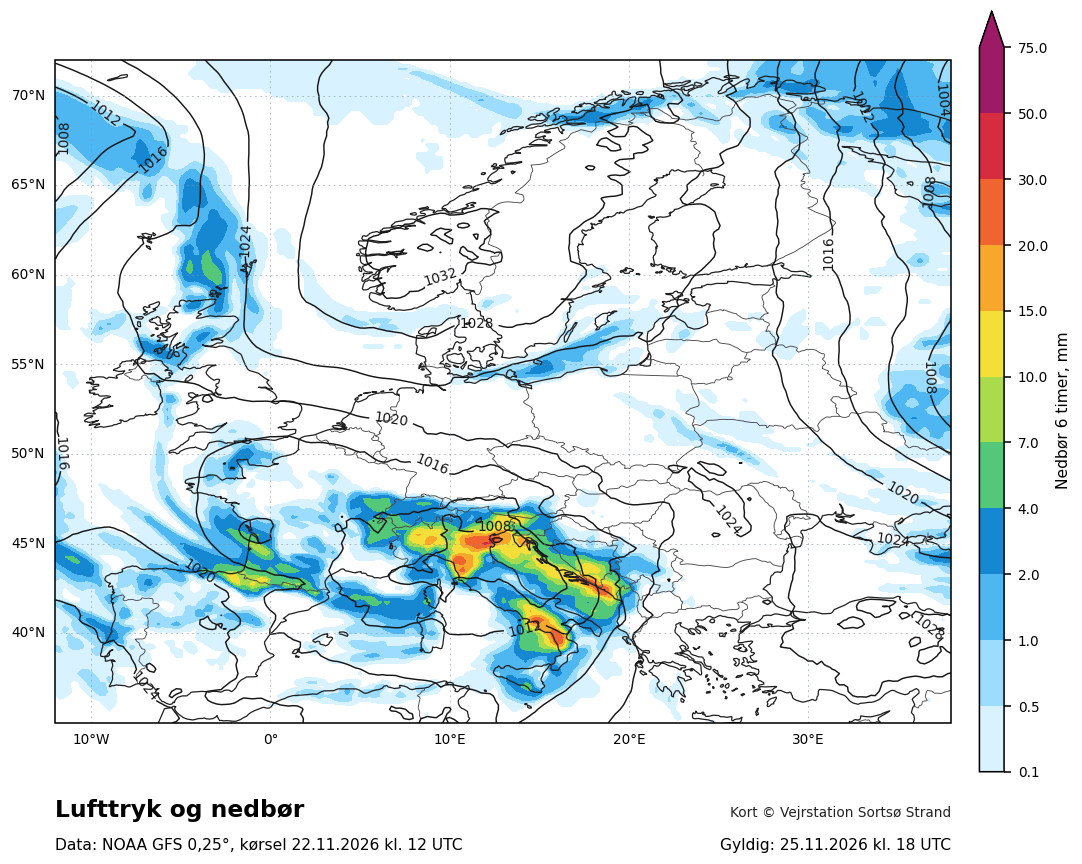 75.0
50.0
30.0
20.0
15.0
10.0
7.0
4.0
2.0
1.0
0.5
0.1
Nedbør 6 timer, mm
70°N
65°N
60°N
55°N
50°N
45°N
40°N
10°W
0°
10°E
20°E
30°E
1008
1012
1016
1024
1032
1028
1020
1016
1016
1008
1020
1012
1024
1024
1020
1024
1028
1008
1016
1008
1012
1004
Lufttryk og nedbør
Kort © Vejrstation Sortsø Strand
Data: NOAA GFS 0,25°, kørsel 22.11.2026 kl. 12 UTC
Gyldig: 25.11.2026 kl. 18 UTC